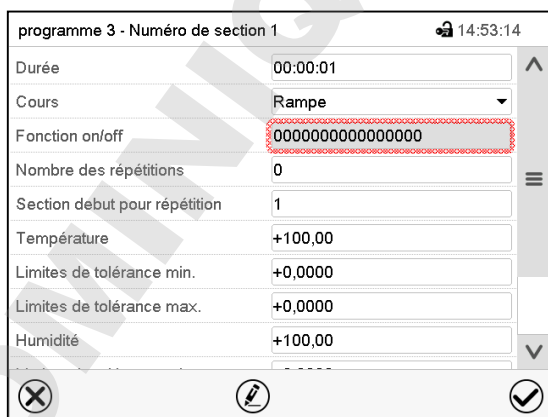 programme 3 - Numéro de section 1 14:53:14
Durée 00:00:01
Cours Rampe
Fonction on/off 0000000000000000
Nombre des répétitions 0
Section debut pour répétition 1
Température +100,00
Limites de tolérance min. +0,0000
Limites de tolérance max. +0,0000
Humidité +100,00